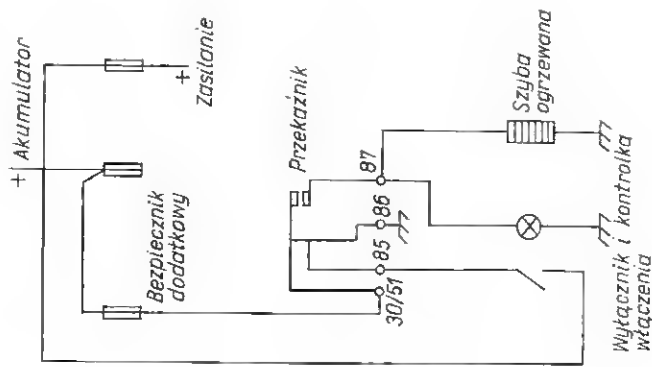 + Akumulator
+
Zasilanie
Bezpiecznik
dodatkowy
Przekaźnik
30/51
85
86
87
Szyba
ogrzewana
Wyłącznik i kontrolka
włączenia